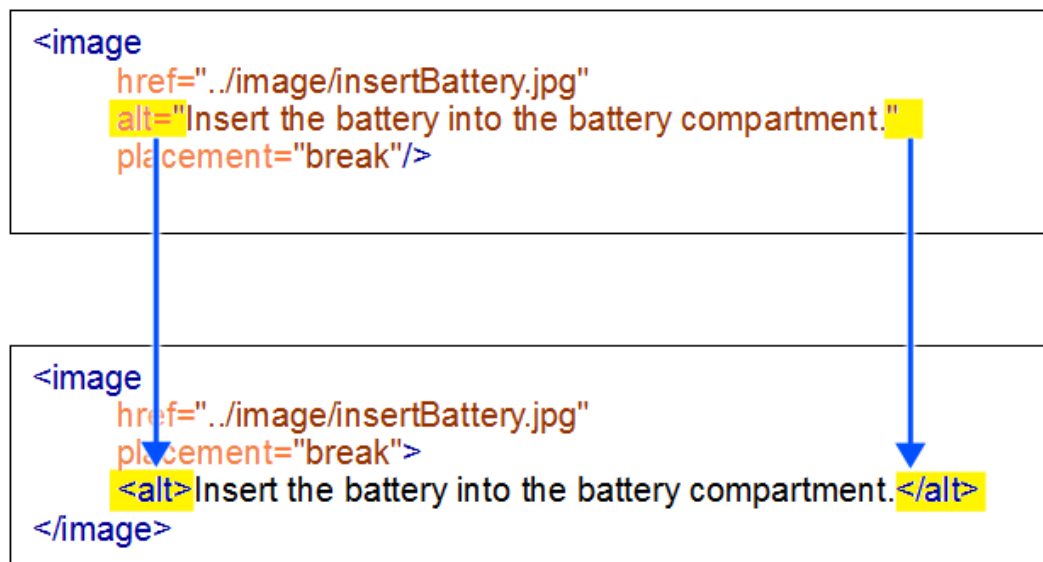 <image
href="../image/insertBattery.jpg"
alt="Insert the battery into the battery compartment."
placement="break"/>
<image
href="../image/insertBattery.jpg"
placement="break">
<alt>Insert the battery into the battery compartment.</alt>
</image>